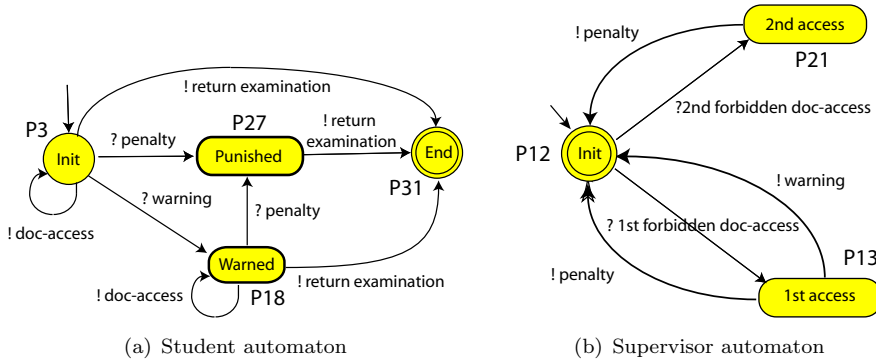 ! return examination
P3
? penalty
P27
! return
examination
Init
Punished
End
P31
? warning
? penalty
! doc-access
Warned
! doc-access
P18
! return examination
(a) Student automaton
2nd access
! penalty
P21
?2nd forbidden doc-access
P12
Init
! warning
? 1st forbidden doc-access
P13
! penalty
1st access
(b) Supervisor automaton